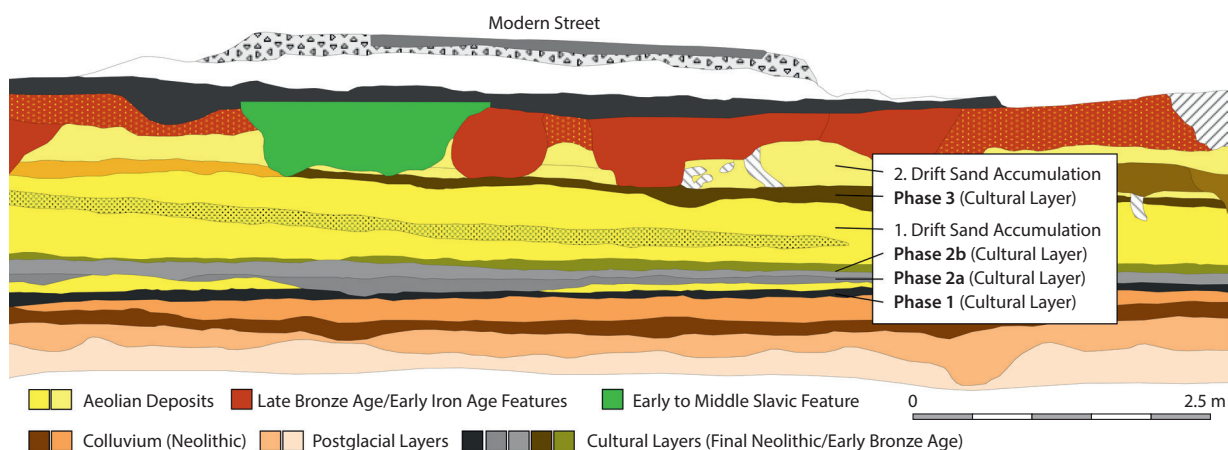 Modern Street
2. Drift Sand Accumulation
Phase 3 (Cultural Layer)
1. Drift Sand Accumulation
Phase 2b (Cultural Layer)
Phase 2a (Cultural Layer)
Phase 1 (Cultural Layer)
Aeolian Deposits
Late Bronze Age/Early Iron Age Features
Early to Middle Slavic Feature
0
2.5 m
Colluvium (Neolithic)
Postglacial Layers
Cultural Layers (Final Neolithic/Early Bronze Age)